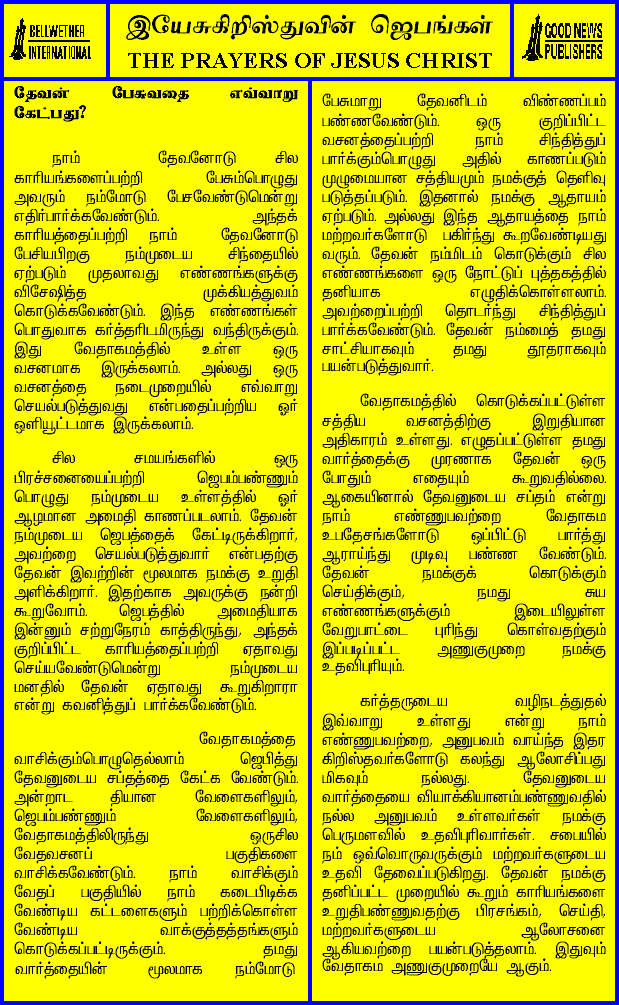 BELLWETHER
INTERNATIONAL
இயேசுகிறிஸ்துவின் ஜெபங்கள்
THE PRAYERS OF JESUS CHRIST
GOOD NEWS
PUBLISHERS
தேவன் பேசுவதை எவ்வாறு
கேட்பது?
நாம் தேவனோடு சில
காரியங்களைப்பற்றி பேசும்பொழுது
அவரும் நம்மோடு பேசவேண்டுமென்று
எதிர்பார்க்கவேண்டும். அந்தக்
காரியத்தைப்பற்றி நாம் தேவனோடு
பேசியபிறகு நம்முடைய சிந்தையில்
ஏற்படும் முதலாவது எண்ணங்களுக்கு
விசேஷித்த முக்கியத்துவம்
கொடுக்கவேண்டும். இந்த எண்ணங்கள்
பொதுவாக கர்த்தரிடமிருந்து வந்திருக்கும்.
இது வேதாகமத்தில் உள்ள ஒரு
வசனமாக இருக்கலாம். அல்லது ஒரு
வசனத்தை நடைமுறையில் எவ்வாறு
செயல்படுத்துவது என்பதைப்பற்றிய ஓர்
ஒளியூட்டமாக இருக்கலாம்.
சில சமயங்களில் ஒரு
பிரச்சனையைப்பற்றி ஜெபம்பண்ணும்
பொழுது நம்முடைய உள்ளத்தில் ஓர்
ஆழமான அமைதி காணப்படலாம். தேவன்
நம்முடைய ஜெபத்தைக் கேட்டிருக்கிறார்,
அவற்றை செயல்படுத்துவார் என்பதற்கு
தேவன் இவற்றின் மூலமாக நமக்கு உறுதி
அளிக்கிறார். இதற்காக அவருக்கு நன்றி
கூறுவோம். ஜெபத்தில் அமைதியாக
இன்னும் சற்றுநேரம் காத்திருந்து, அந்தக்
குறிப்பிட்ட காரியத்தைப்பற்றி ஏதாவது
செய்யவேண்டுமென்று நம்முடைய
மனதில் தேவன் ஏதாவது கூறுகிறாரா
என்று கவனித்துப் பார்க்கவேண்டும்.
வேதாகமத்தை
வாசிக்கும்பொழுதெல்லாம் ஜெபித்து
தேவனுடைய சப்தத்தை கேட்க வேண்டும்.
அன்றாட தியான வேளைகளிலும்,
ஜெபம்பண்ணும் வேளைகளிலும்,
வேதாகமத்திலிருந்து ஒருசில
வேதவசனப் பகுதிகளை
வாசிக்கவேண்டும். நாம் வாசிக்கும்
வேதப் பகுதியில் நாம் கடைபிடிக்க
வேண்டிய கட்டளைகளும் பற்றிக்கொள்ள
வேண்டிய வாக்குத்தத்தங்களும்
கொடுக்கப்பட்டிருக்கும். தமது
வார்த்தையின் மூலமாக நம்மோடு
பேசுமாறு தேவனிடம் விண்ணப்பம்
பண்ணவேண்டும். ஒரு குறிப்பிட்ட
வசனத்தைப்பற்றி நாம் சிந்தித்துப்
பார்க்கும்பொழுது அதில் காணப்படும்
முழுமையான சத்தியமும் நமக்குத் தெளிவு
படுத்தப்படும். இதனால் நமக்கு ஆதாயம்
ஏற்படும். அல்லது இந்த ஆதாயத்தை நாம்
மற்றவர்களோடு பகிர்ந்து கூறவேண்டியது
வரும். தேவன் நம்மிடம் கொடுக்கும் சில
எண்ணங்களை ஒரு நோட்டுப் புத்தகத்தில்
தனியாக எழுதிக்கொள்ளலாம்.
அவற்றைப்பற்றி தொடர்ந்து சிந்தித்துப்
பார்க்கவேண்டும். தேவன் நம்மைத் தமது
சாட்சியாகவும் தமது தூதராகவும்
பயன்படுத்துவார்.
வேதாகமத்தில் கொடுக்கப்பட்டுள்ள
சத்திய வசனத்திற்கு இறுதியான
அதிகாரம் உள்ளது. எழுதப்பட்டுள்ள தமது
வார்த்தைக்கு முரணாக தேவன் ஒரு
போதும் எதையும் கூறுவதில்லை.
ஆகையினால் தேவனுடைய சப்தம் என்று
நாம் எண்ணுபவற்றை வேதாகம
உபதேசங்களோடு ஒப்பிட்டு பார்த்து
ஆராய்ந்து முடிவு பண்ண வேண்டும்.
தேவன் நமக்குக் கொடுக்கும்
செய்திக்கும், நமது சுய
எண்ணங்களுக்கும் இடையிலுள்ள
வேறுபாட்டை புரிந்து கொள்வதற்கும்
இப்படிப்பட்ட அணுகுமுறை நமக்கு
உதவிபுரியும்.
கர்த்தருடைய வழிநடத்துதல்
இவ்வாறு உள்ளது என்று நாம்
எண்ணுபவற்றை, அனுபவம் வாய்ந்த இதர
கிறிஸ்தவர்களோடு கலந்து ஆலோசிப்பது
மிகவும் நல்லது. தேவனுடைய
வார்த்தையை வியாக்கியானம்பண்ணுவதில்
நல்ல அனுபவம் உள்ளவர்கள் நமக்கு
பெருமளவில் உதவிபுரிவார்கள். சபையில்
நம் ஒவ்வொருவருக்கும் மற்றவர்களுடைய
உதவி தேவைப்படுகிறது. தேவன் நமக்கு
தனிப்பட்ட முறையில் கூறும் காரியங்களை
உறுதிபண்ணுவதற்கு பிரசங்கம், செய்தி,
மற்றவர்களுடைய ஆலோசனை
ஆகியவற்றை பயன்படுத்தலாம். இதுவும்
வேதாகம அணுகுமுறையே ஆகும்.